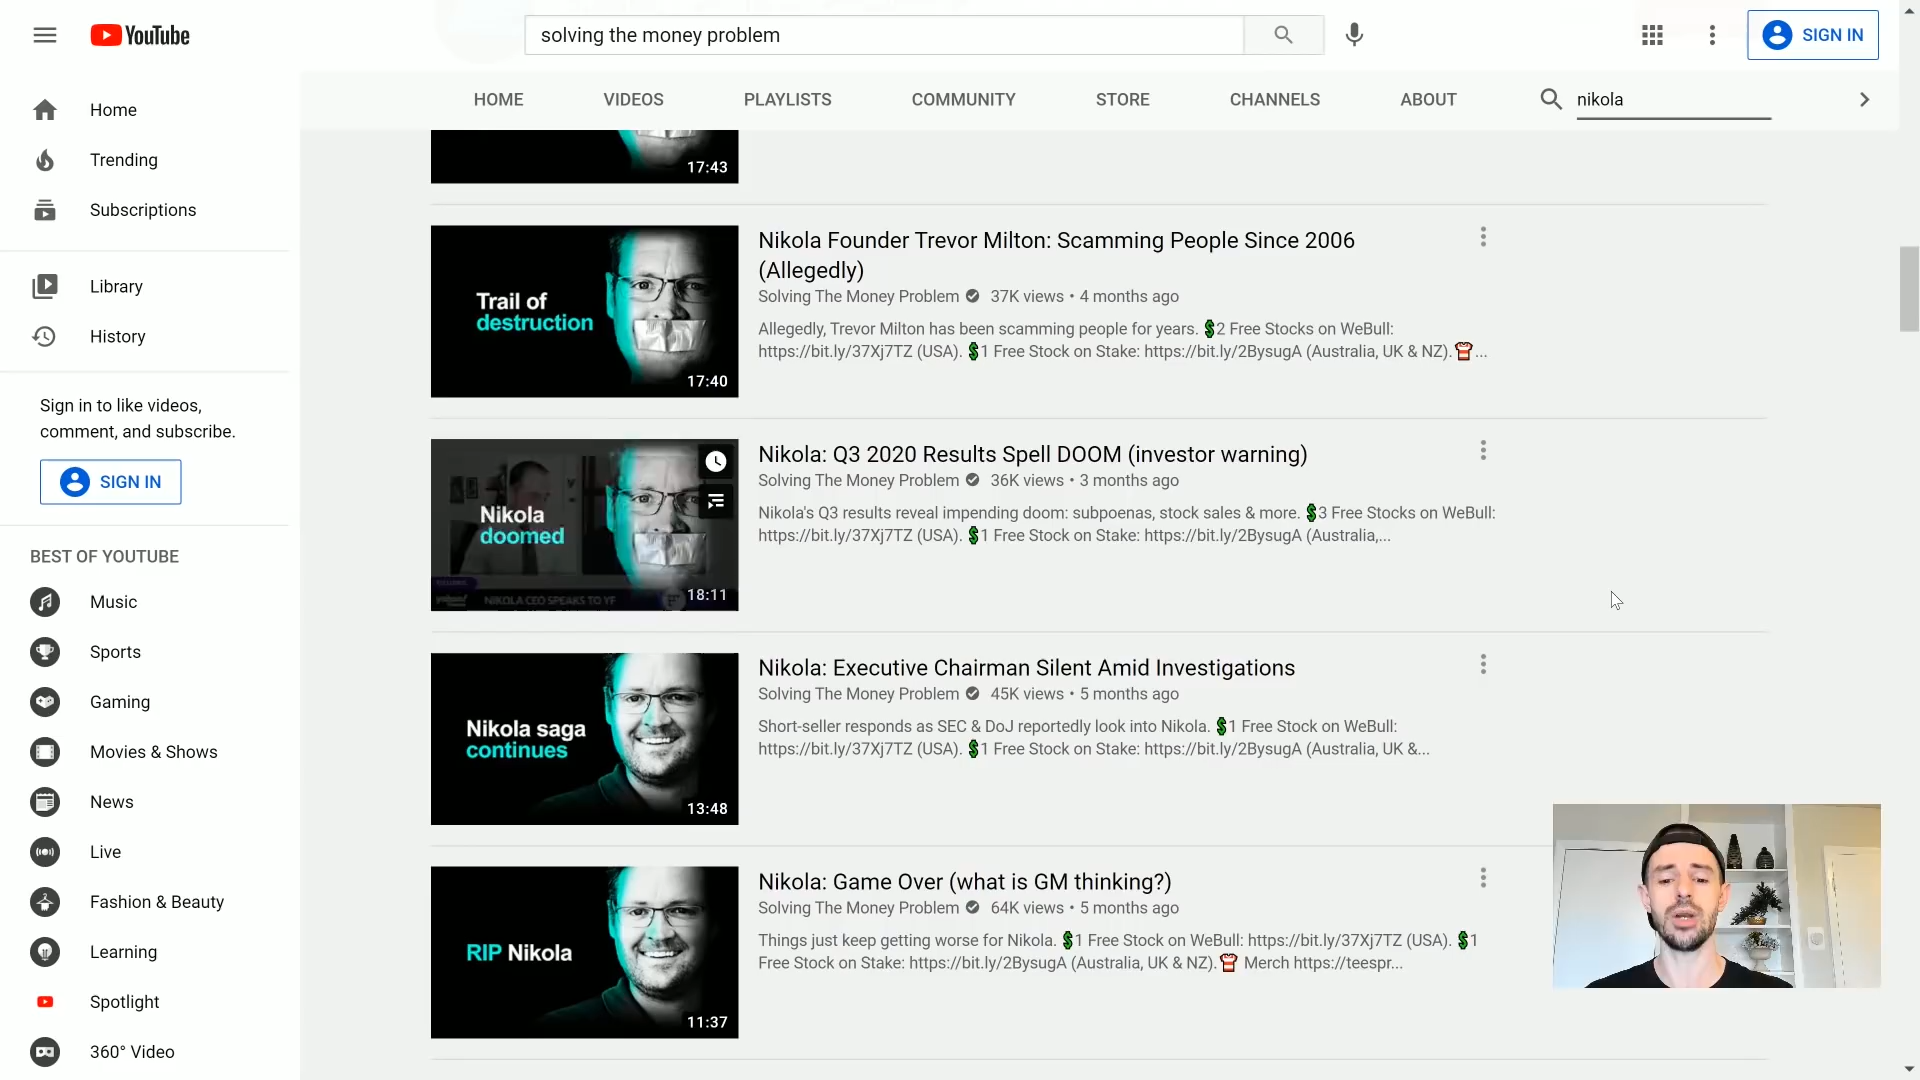 YouTube
solving the money problem
SIGN IN
HOME
VIDEOS
PLAYLISTS
COMMUNITY
STORE
CHANNELS
ABOUT
nikola
Home
Trending
Subscriptions
Library
History
Sign in to like videos,
comment, and subscribe.
SIGN IN
BEST OF YOUTUBE
Music
Sports
Gaming
Movies & Shows
News
Live
Fashion & Beauty
Learning
Spotlight
360° Video
17:43
Trail of
destruction
17:40
Nikola Founder Trevor Milton: Scamming People Since 2006
(Allegedly)
Solving The Money Problem 37K views • 4 months ago
Allegedly, Trevor Milton has been scamming people for years. 💲2 Free Stocks on WeBull:
https://bit.ly/37Xj7TZ (USA). 💲1 Free Stock on Stake: https://bit.ly/2BysugA (Australia, UK & NZ).👕...
Nikola
doomed
NIKOLA CEO SPEAKS TO YF
18:11
Nikola: Q3 2020 Results Spell DOOM (investor warning)
Solving The Money Problem 36K views • 3 months ago
Nikola's Q3 results reveal impending doom: subpoenas, stock sales & more. 💲3 Free Stocks on WeBull:
https://bit.ly/37Xj7TZ (USA). 💲1 Free Stock on Stake: https://bit.ly/2BysugA (Australia,...
Nikola saga
continues
13:48
Nikola: Executive Chairman Silent Amid Investigations
Solving The Money Problem 45K views • 5 months ago
Short-seller responds as SEC & DoJ reportedly look into Nikola. 💲1 Free Stock on WeBull:
https://bit.ly/37Xj7TZ (USA). 💲1 Free Stock on Stake: https://bit.ly/2BysugA (Australia, UK &...
RIP Nikola
11:37
Nikola: Game Over (what is GM thinking?)
Solving The Money Problem 64K views • 5 months ago
Things just keep getting worse for Nikola. 💲1 Free Stock on WeBull: https://bit.ly/37Xj7TZ (USA). 💲1
Free Stock on Stake: https://bit.ly/2BysugA (Australia, UK & NZ).👕 Merch https://teespr...